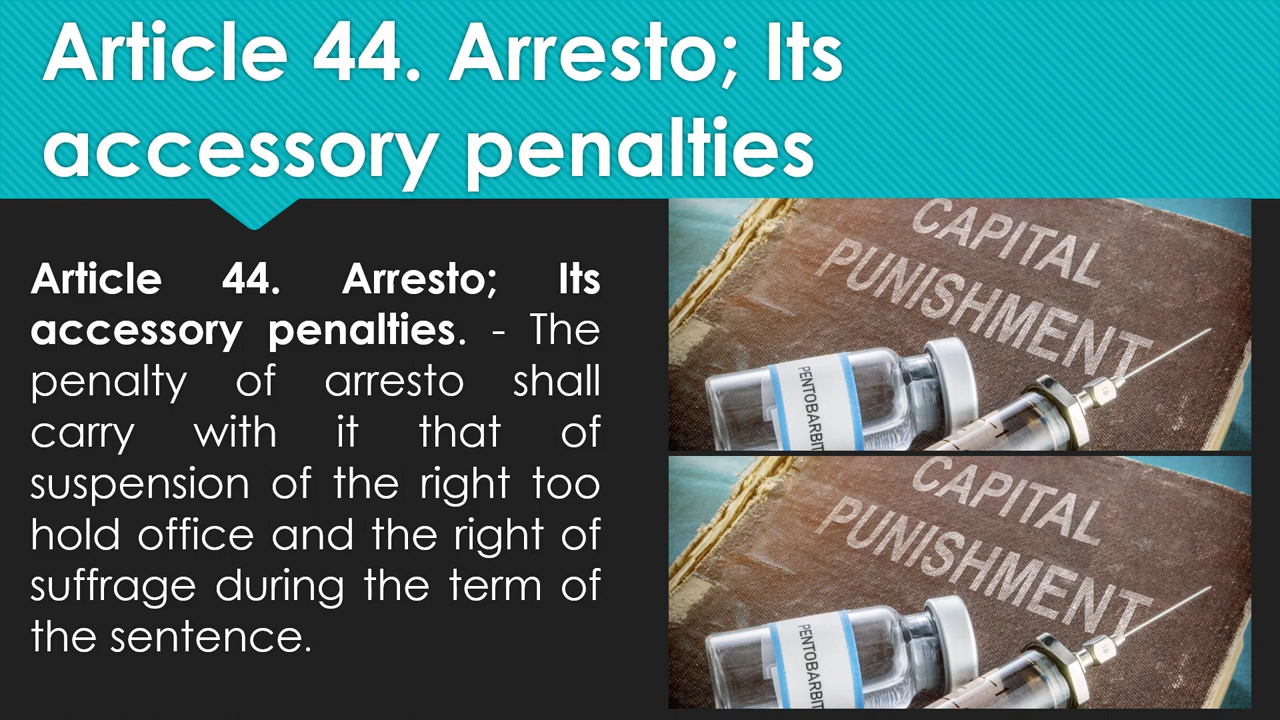 Article 44. Arresto; Its
accessory penalties
Article 44. Arresto; Its
accessory penalties. - The
penalty of arresto shall
carry with it that of
suspension of the right too
hold office and the right of
suffrage during the term of
the sentence.
CAPITAL
PUNISHMENT
PENTOBARBIT
CAPITAL
PUNISHMENT
PENTOBARBIT